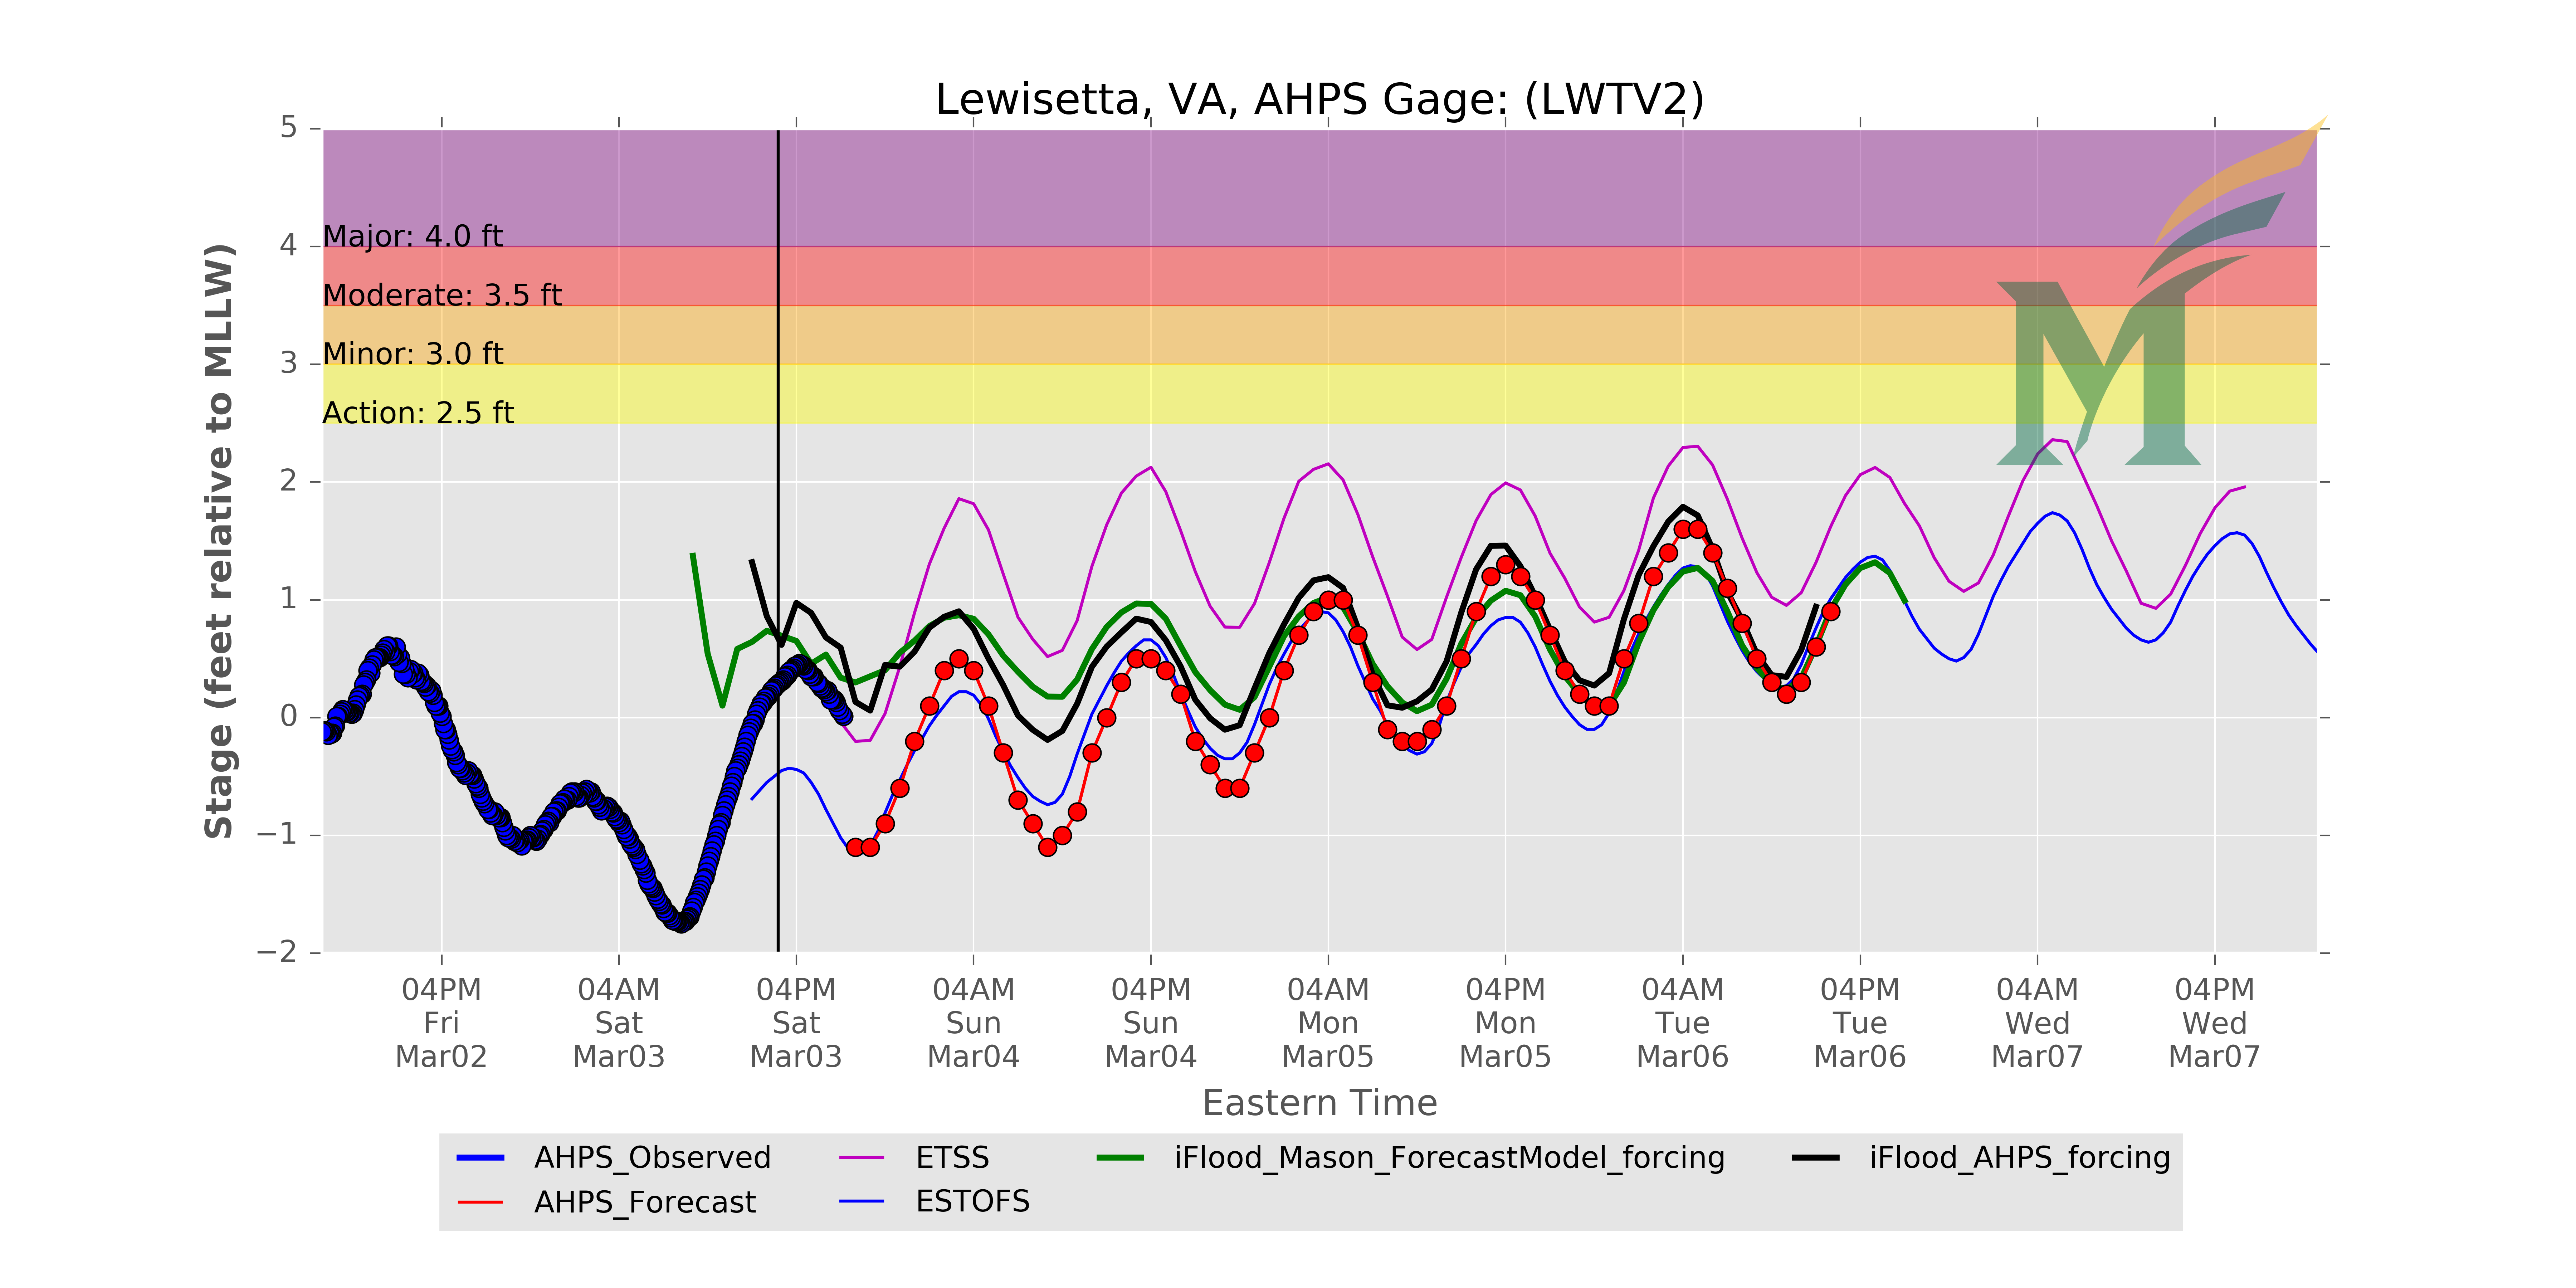 Lewisetta, VA, AHPS Gage: (LWTV2)
Stage (feet relative to MLLW)
5
4
3
2
1
0
−1
−2
Major: 4.0 ft
Moderate: 3.5 ft
Minor: 3.0 ft
Action: 2.5 ft
M
04PM 04AM 04PM 04AM 04PM 04AM 04PM 04AM 04PM 04AM 04PM
Fri Sat Sat Sun Sun Mon Mon Tue Tue Wed Wed
Mar02 Mar03 Mar03 Mar04 Mar04 Mar05 Mar05 Mar06 Mar06 Mar07 Mar07
Eastern Time
AHPS_Observed ETSS iFlood_Mason_ForecastModel_forcing iFlood_AHPS_forcing
AHPS_Forecast ESTOFS